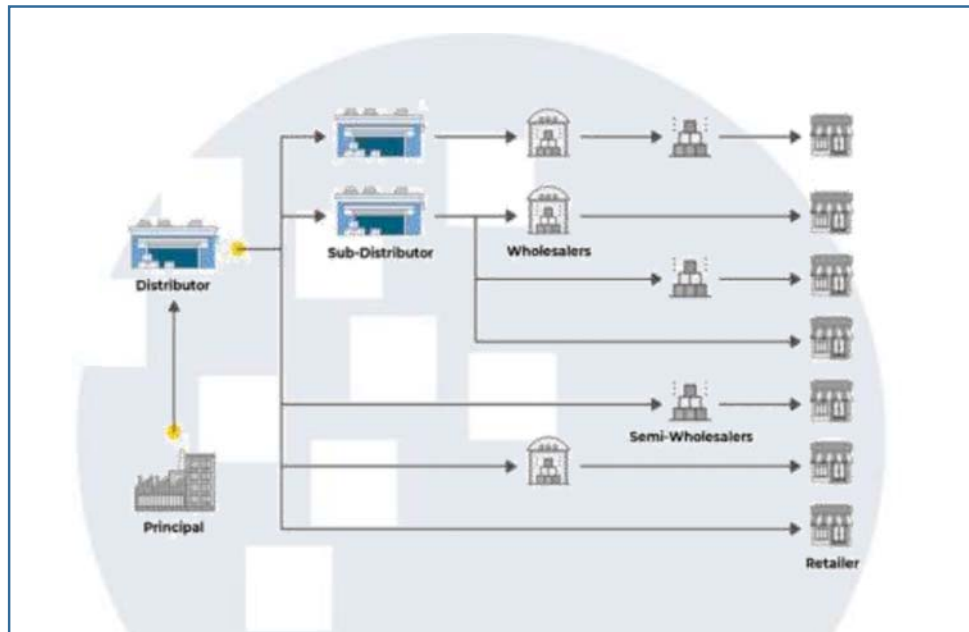 Sub-Distributor
Wholesalers
Distributor
Semi-Wholesalers
Principal
Retailer